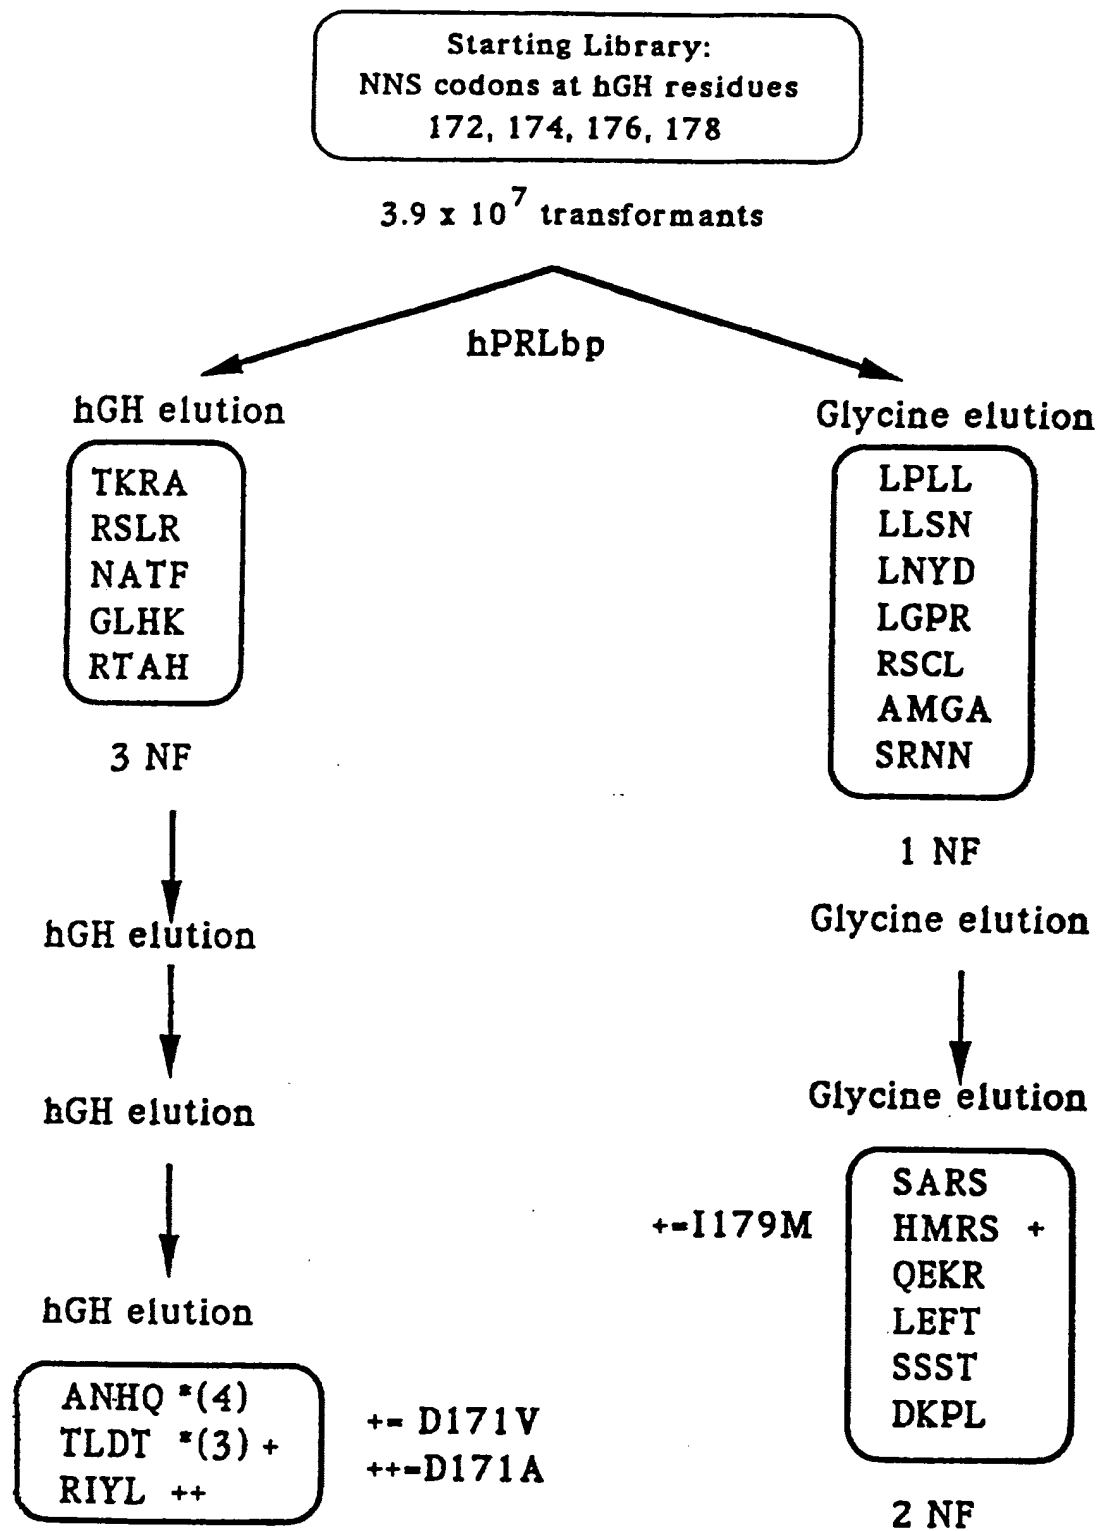 Starting Library:
NNS codons at hGH residues
172, 174, 176, 178
3.9 x 10^7 transformants
hPRLbp
hGH elution
TKRA
RSLR
NATF
GLHK
RTAH
3 NF
hGH elution
hGH elution
hGH elution
ANHQ *(4)
TLDT *(3) +
RIYL ++
+= D171V
++=D171A
Glycine elution
LPLL
LLSN
LNYD
LGPR
RSCL
AMGA
SRNN
1 NF
Glycine elution
Glycine elution
+=I179M
SARS
HMRS +
QEKR
LEFT
SSST
DKPL
2 NF